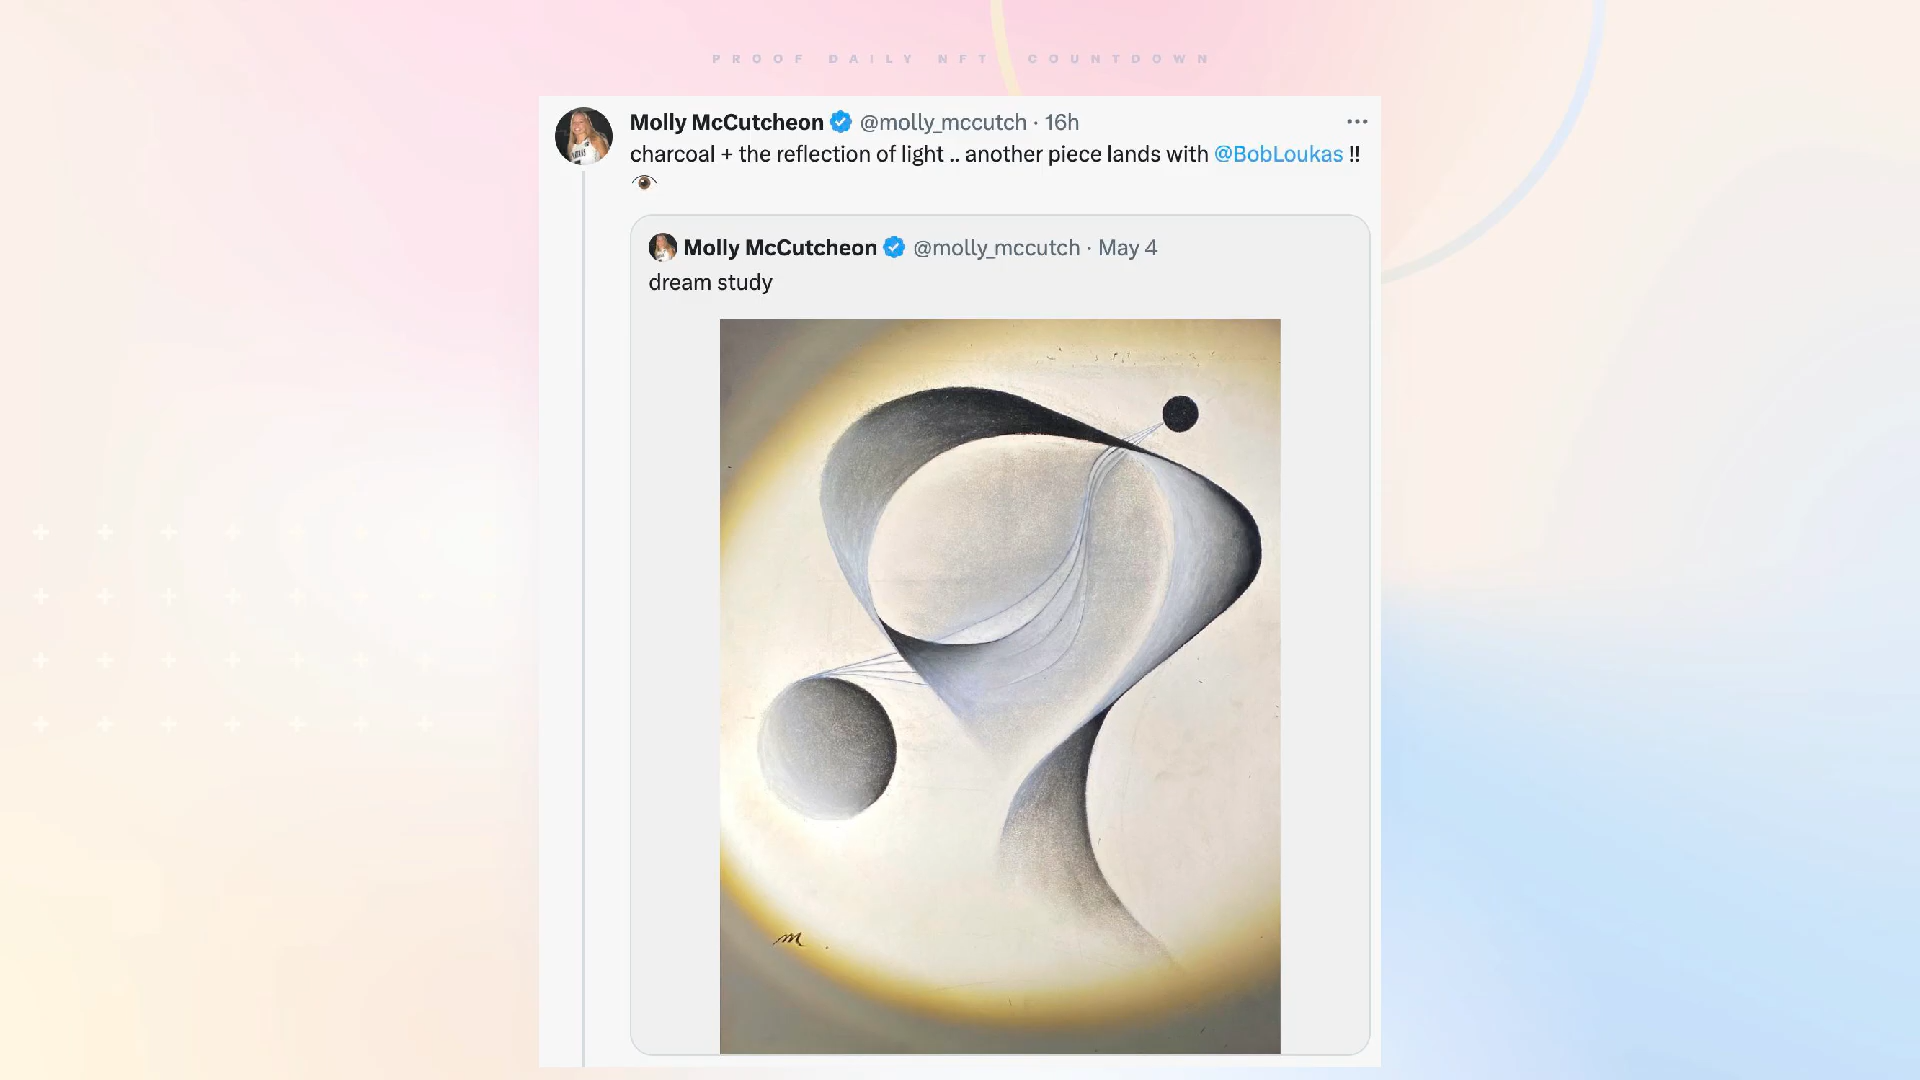 PROOF DAILY NFT COUNTDOWN
Molly McCutcheon @molly_mccutch · 16h
charcoal + the reflection of light .. another piece lands with @BobLoukas !!
👁
Molly McCutcheon @molly_mccutch · May 4
dream study
m